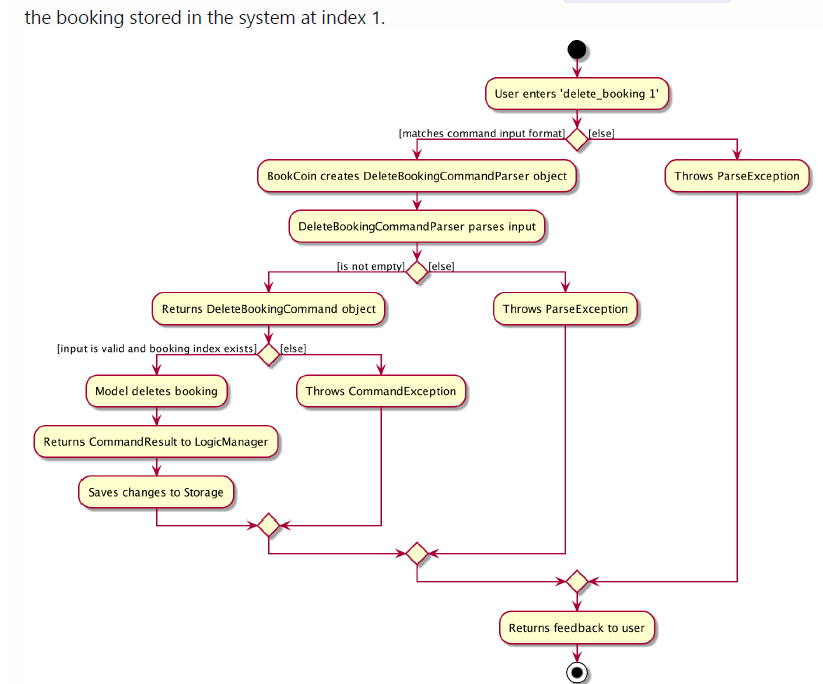 the booking stored in the system at index 1.
User enters 'delete_booking 1'
[matches command input format]
[else]
BookCoin creates DeleteBookingCommandParser object
Throws ParseException
DeleteBookingCommandParser parses input
[is not empty]
[else]
Returns DeleteBookingCommand object
Throws ParseException
[input is valid and booking index exists]
[else]
Model deletes booking
Throws CommandException
Returns CommandResult to LogicManager
Saves changes to Storage
Returns feedback to user